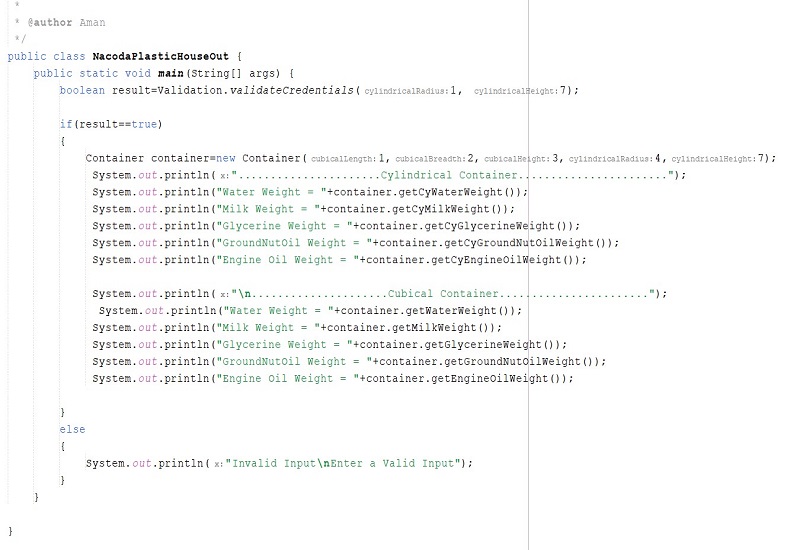 *
* @author Aman
*/
public class NacodaPlasticHouseOut {
public static void main(String[] args) {
boolean result=Validation.validateCredentials( cylindricalRadius: 1, cylindricalHeight: 7);
if(result==true)
{
Container container=new Container( cubicalLength: 1, cubicalBreadth: 2, cubicalHeight: 3, cylindricalRadius: 4, cylindricalHeight: 7);
System.out.println( x: "......................Cylindrical Container.......................");
System.out.println("Water Weight = "+container.getCyWaterWeight());
System.out.println("Milk Weight = "+container.getCyMilkWeight());
System.out.println("Glycerine Weight = "+container.getCyGlycerineWeight());
System.out.println("GroundNutOil Weight = "+container.getCyGroundNutOilWeight());
System.out.println("Engine Oil Weight = "+container.getCyEngineOilWeight());
System.out.println( x: "\n.....................Cubical Container.......................");
System.out.println("Water Weight = "+container.getWaterWeight());
System.out.println("Milk Weight = "+container.getMilkWeight());
System.out.println("Glycerine Weight = "+container.getGlycerineWeight());
System.out.println("GroundNutOil Weight = "+container.getGroundNutOilWeight());
System.out.println("Engine Oil Weight = "+container.getEngineOilWeight());
}
else
{
System.out.println( x: "Invalid Input\nEnter a Valid Input");
}
}
}